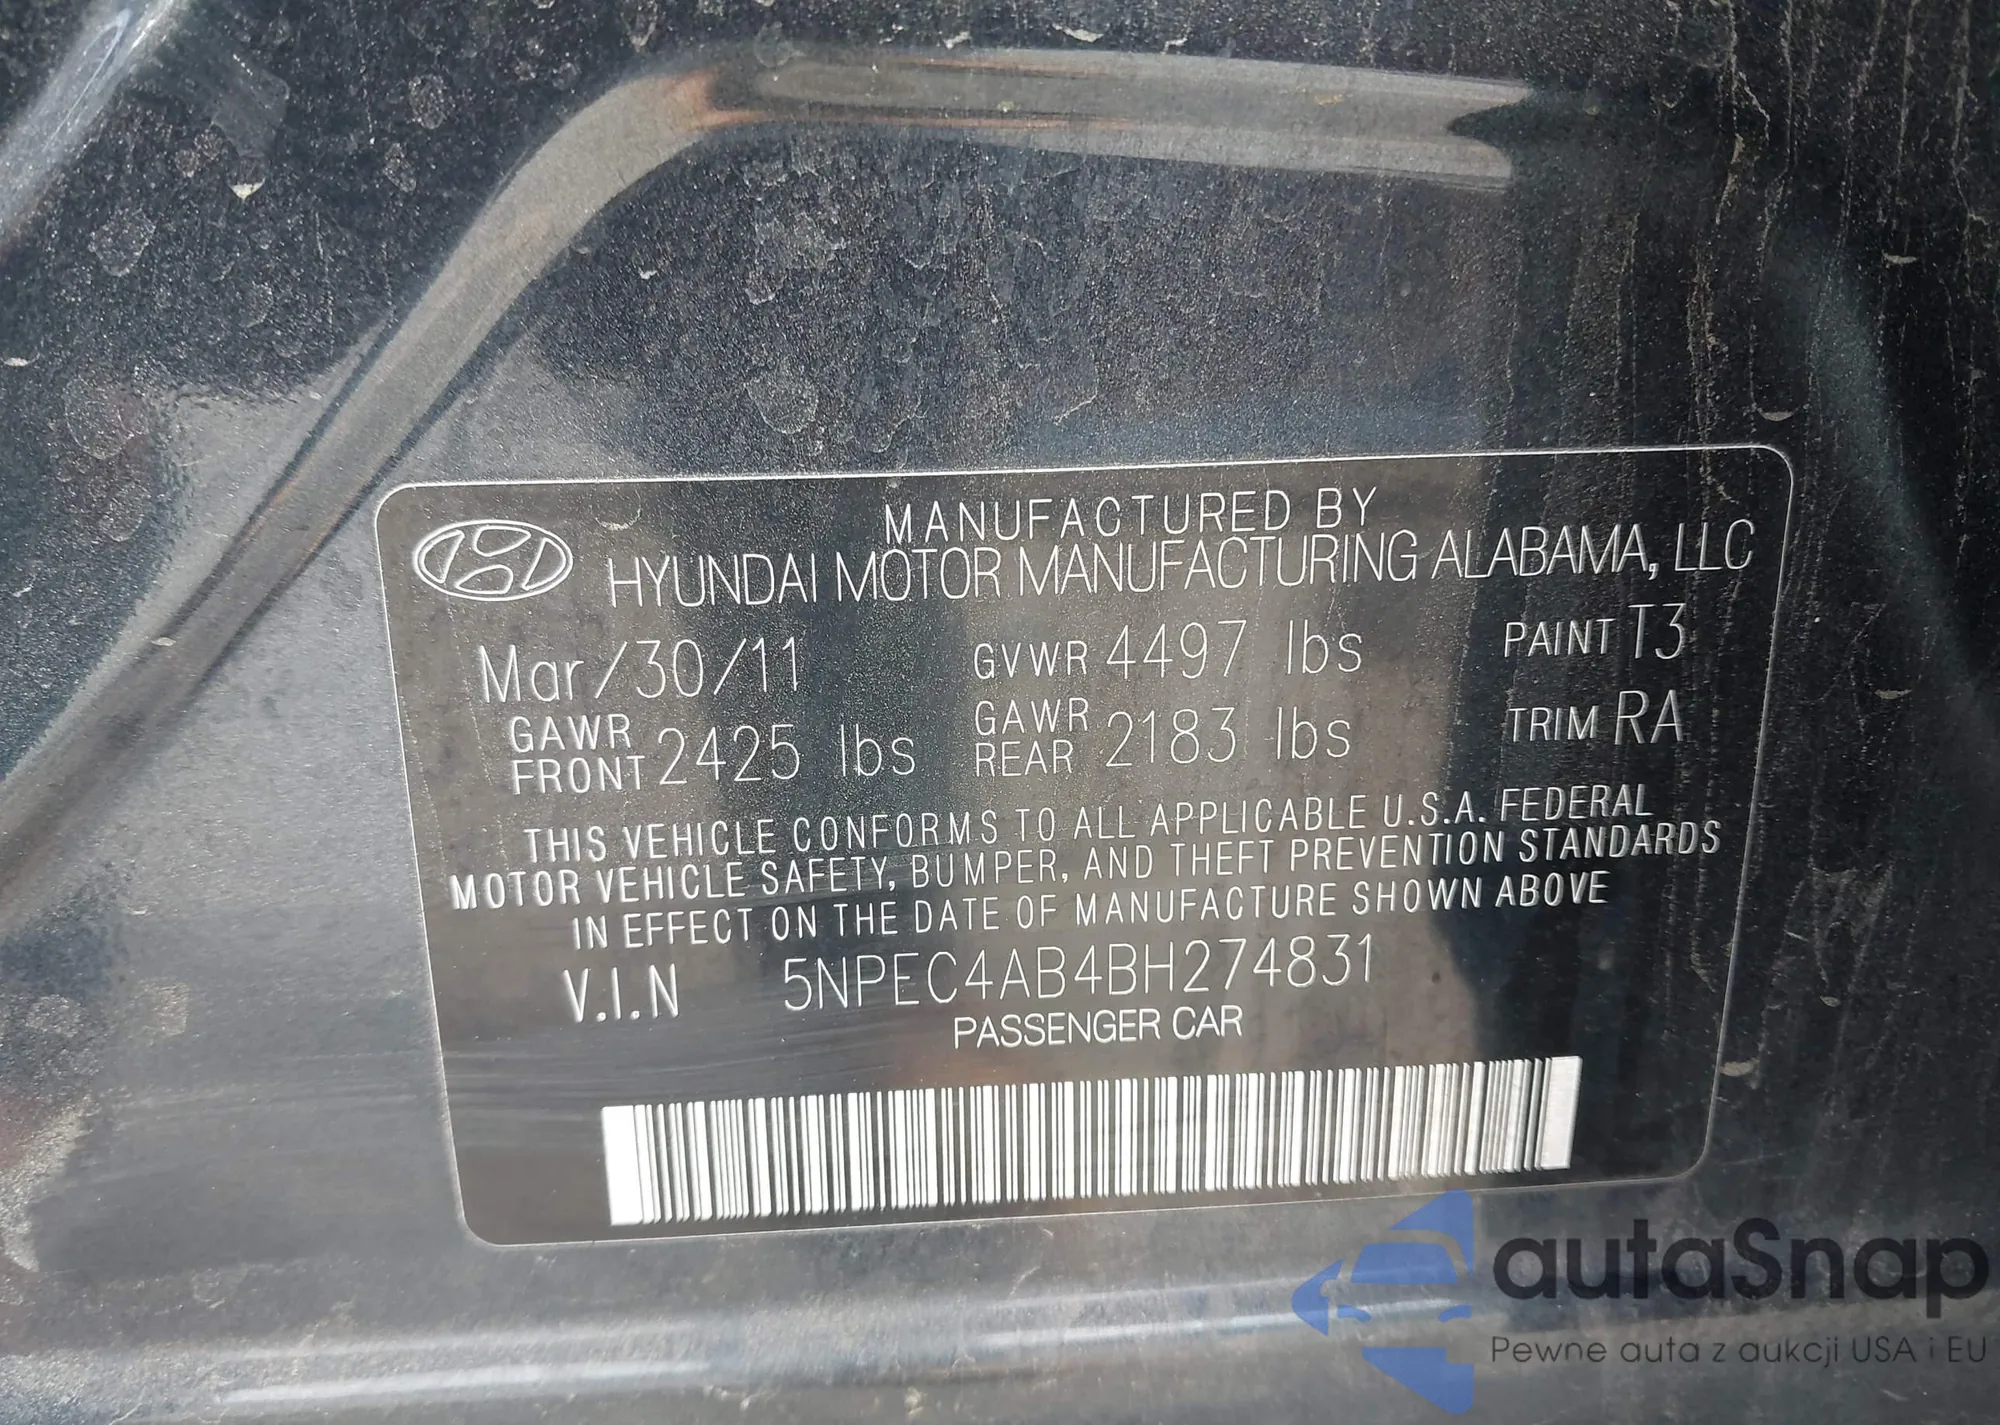 MANUFACTURED BY
HYUNDAI MOTOR MANUFACTURING ALABAMA, LLC
Mar/30/11 GVWR 4497 lbs PAINT T3
GAWR FRONT 2425 lbs GAWR REAR 2183 lbs TRIM RA
THIS VEHICLE CONFORMS TO ALL APPLICABLE U.S.A. FEDERAL
MOTOR VEHICLE SAFETY, BUMPER, AND THEFT PREVENTION STANDARDS
IN EFFECT ON THE DATE OF MANUFACTURE SHOWN ABOVE
V.I.N 5NPEC4AB4BH274831
PASSENGER CAR
autaSnap
Pewne auta z aukcji USA i EU